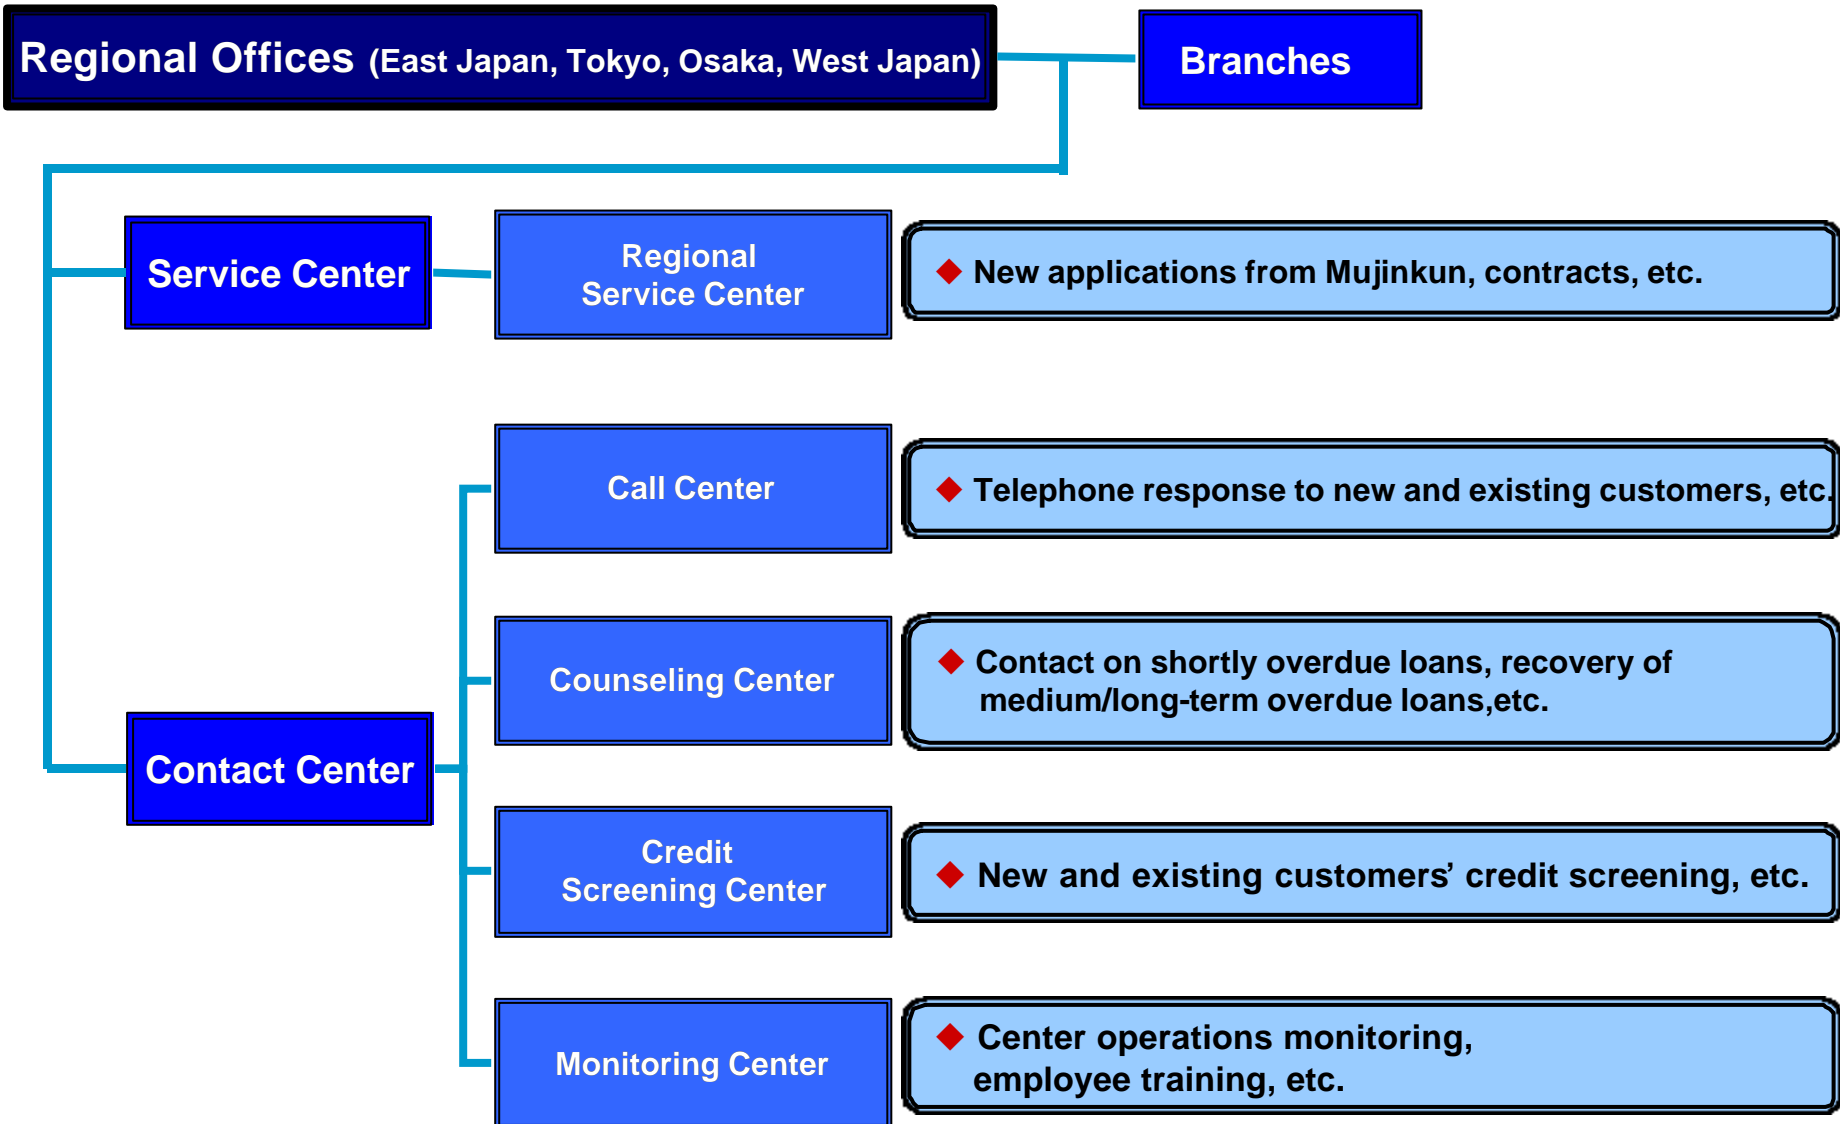 Regional Offices (East Japan, Tokyo, Osaka, West Japan)
Branches
Service Center
Regional
Service Center
◆ New applications from Mujinkun, contracts, etc.
Call Center
◆ Telephone response to new and existing customers, etc.
Counseling Center
◆ Contact on shortly overdue loans, recovery of
medium/long-term overdue loans,etc.
Contact Center
Credit
Screening Center
◆ New and existing customers’ credit screening, etc.
Monitoring Center
◆ Center operations monitoring,
employee training, etc.